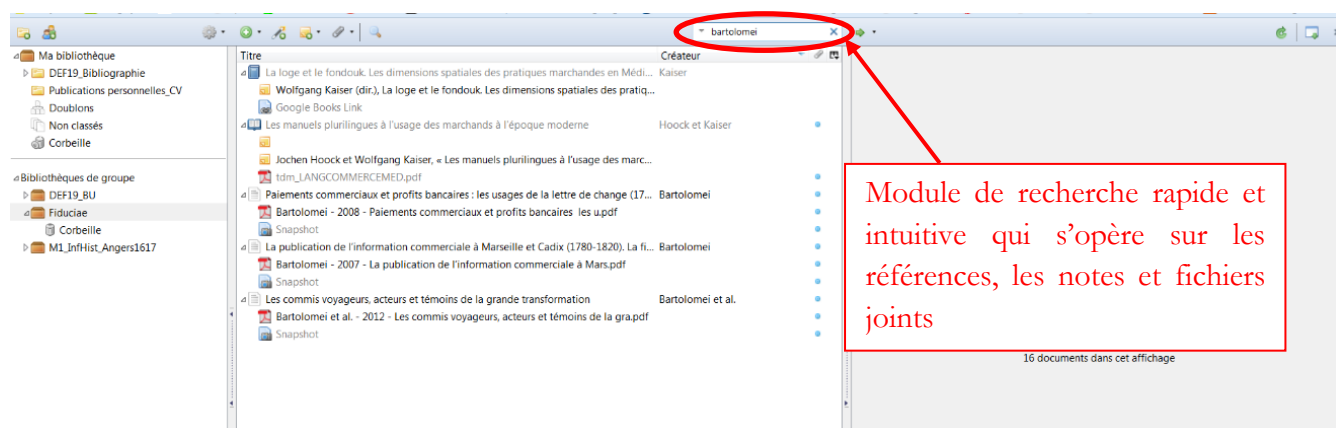 bartolomei
Ma bibliothèque
DEF19_Bibliographie
Publications personnelles_CV
Doublons
Non classés
Corbeille
Bibliothèques de groupe
DEF19_BU
Fiduciae
Corbeille
M1_InfHist_Angers1617
Titre Créateur
La loge et le fondouk. Les dimensions spatiales des pratiques marchandes en Médi... Kaiser
Wolfgang Kaiser (dir.), La loge et le fondouk. Les dimensions spatiales des pratiq...
Google Books Link
Les manuels plurilingues à l'usage des marchands à l'époque moderne Hoock et Kaiser
Jochen Hoock et Wolfgang Kaiser, « Les manuels plurilingues à l'usage des marc...
tdm_LANGCOMMERCEMED.pdf
Paiements commerciaux et profits bancaires : les usages de la lettre de change (17... Bartolomei
Bartolomei - 2008 - Paiements commerciaux et profits bancaires les u.pdf
Snapshot
La publication de l'information commerciale à Marseille et Cadix (1780-1820). La fi... Bartolomei
Bartolomei - 2007 - La publication de l'information commerciale à Mars.pdf
Snapshot
Les commis voyageurs, acteurs et témoins de la grande transformation Bartolomei et al.
Bartolomei et al. - 2012 - Les commis voyageurs, acteurs et témoins de la gra.pdf
Snapshot
Module de recherche rapide et
intuitive qui s'opère sur les
références, les notes et fichiers
joints
16 documents dans cet affichage